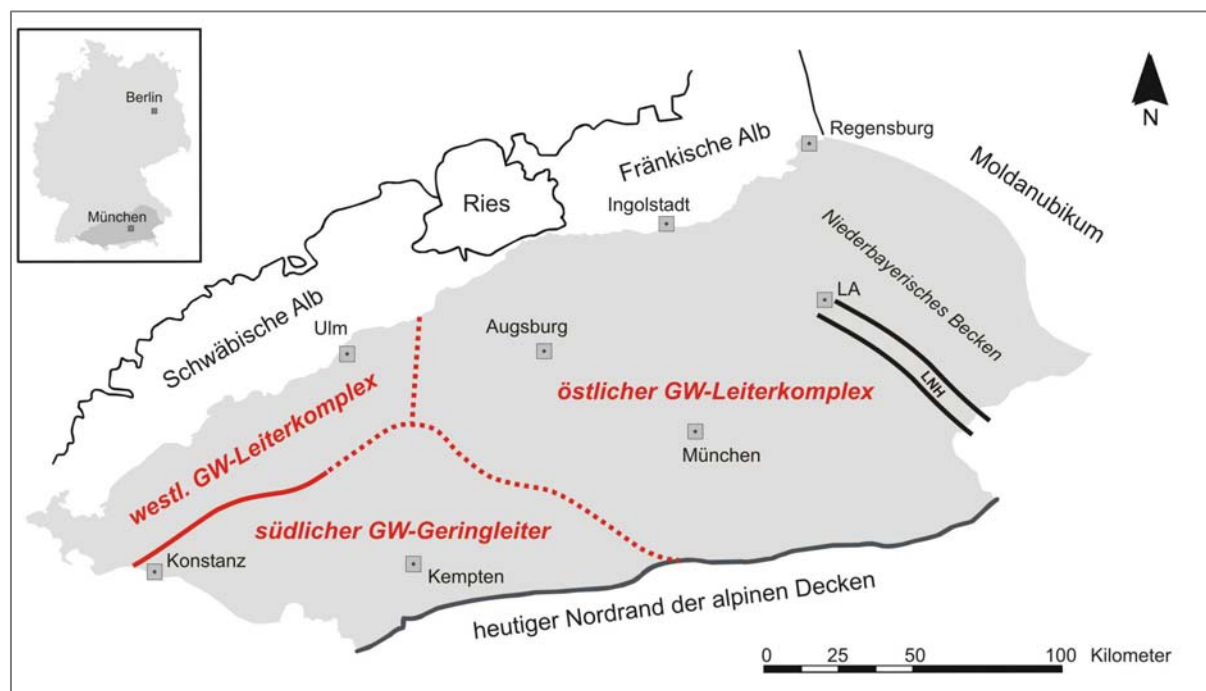 Berlin
München
N
Regensburg
Fränkische Alb
Moldanubikum
Ries
Ingolstadt
Niederbayerisches Becken
LA
Schwäbische Alb
Ulm
Augsburg
LNH
östlicher GW-Leiterkomplex
westl. GW-Leiterkomplex
München
südlicher GW-Geringleiter
Konstanz
Kempten
heutiger Nordrand der alpinen Decken
0 25 50 100 Kilometer